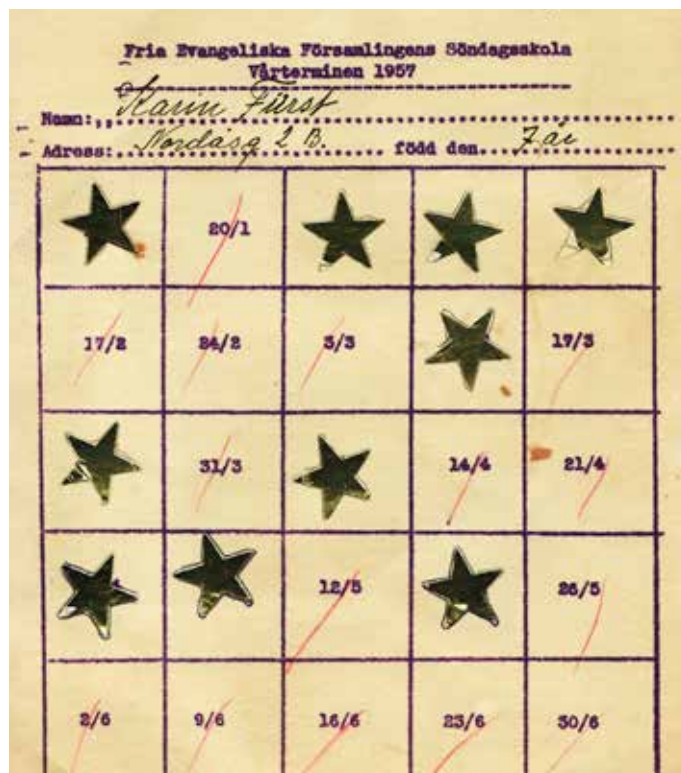 Fria Evangeliska Församlingens Söndagsskola
Vårterminen 1957
Namn: Karin Fürst
Adress: Nordåsg 2 B. född den 7 år
20/1
17/2 24/2 3/3 17/3
31/3 14/4 21/4
12/5 26/5
2/6 9/6 16/6 23/6 30/6